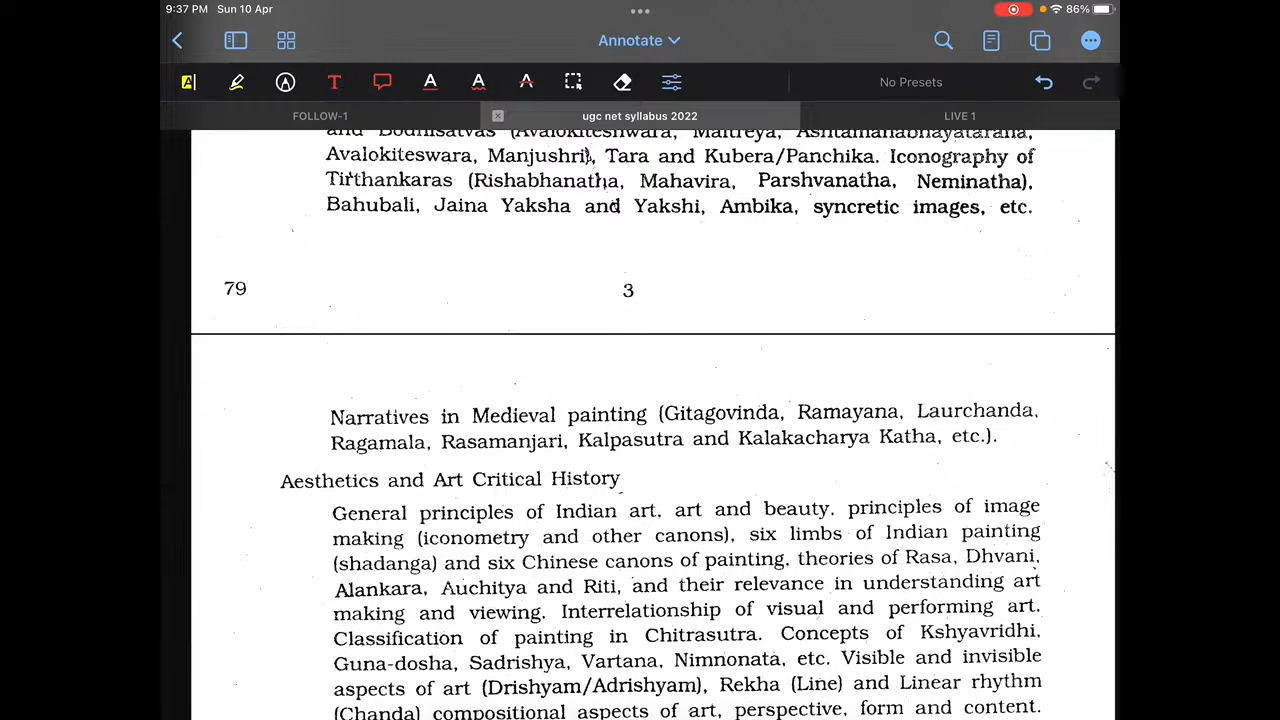 9:37 PM Sun 10 Apr
86%
Annotate
A
A
T
A
A
A
No Presets
FOLLOW-1
ugc net syllabus 2022
LIVE 1
and Bodhisatvas (Avalokiteshwara, Maitreya, Ashtamahabhayatarana,
Avalokiteswara, Manjushri), Tara and Kubera/Panchika. Iconography of
Tirthankaras (Rishabhanatha, Mahavira, Parshvanatha, Neminatha),
Bahubali, Jaina Yaksha and Yakshi, Ambika, syncretic images, etc.
79
3
Narratives in Medieval painting (Gitagovinda, Ramayana, Laurchanda,
Ragamala, Rasamanjari, Kalpasutra and Kalakacharya Katha, etc.).
Aesthetics and Art Critical History
General principles of Indian art, art and beauty, principles of image
making (iconometry and other canons), six limbs of Indian painting
(shadanga) and six Chinese canons of painting, theories of Rasa, Dhvani,
Alankara, Auchitya and Riti, and their relevance in understanding art
making and viewing. Interrelationship of visual and performing art.
Classification of painting in Chitrasutra. Concepts of Kshyavridhi,
Guna-dosha, Sadrishya, Vartana, Nimnonata, etc. Visible and invisible
aspects of art (Drishyam/Adrishyam), Rekha (Line) and Linear rhythm
(Chanda) compositional aspects of art, perspective, form and content.